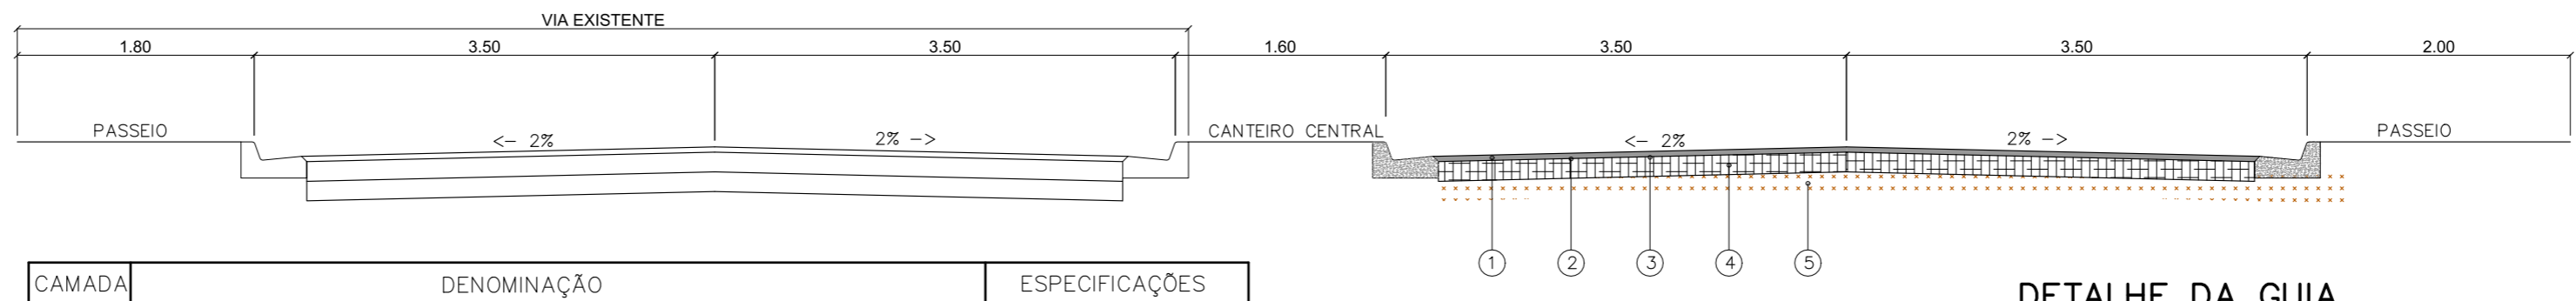 VIA EXISTENTE
1.80 3.50 3.50 1.60 3.50 3.50 2.00
PASSEIO <- 2% 2% -> CANTEIRO CENTRAL <- 2% 2% -> PASSEIO
1 2 3 4 5
CAMADA DENOMINAÇÃO ESPECIFICAÇÕES
DETALHE DA GUIA